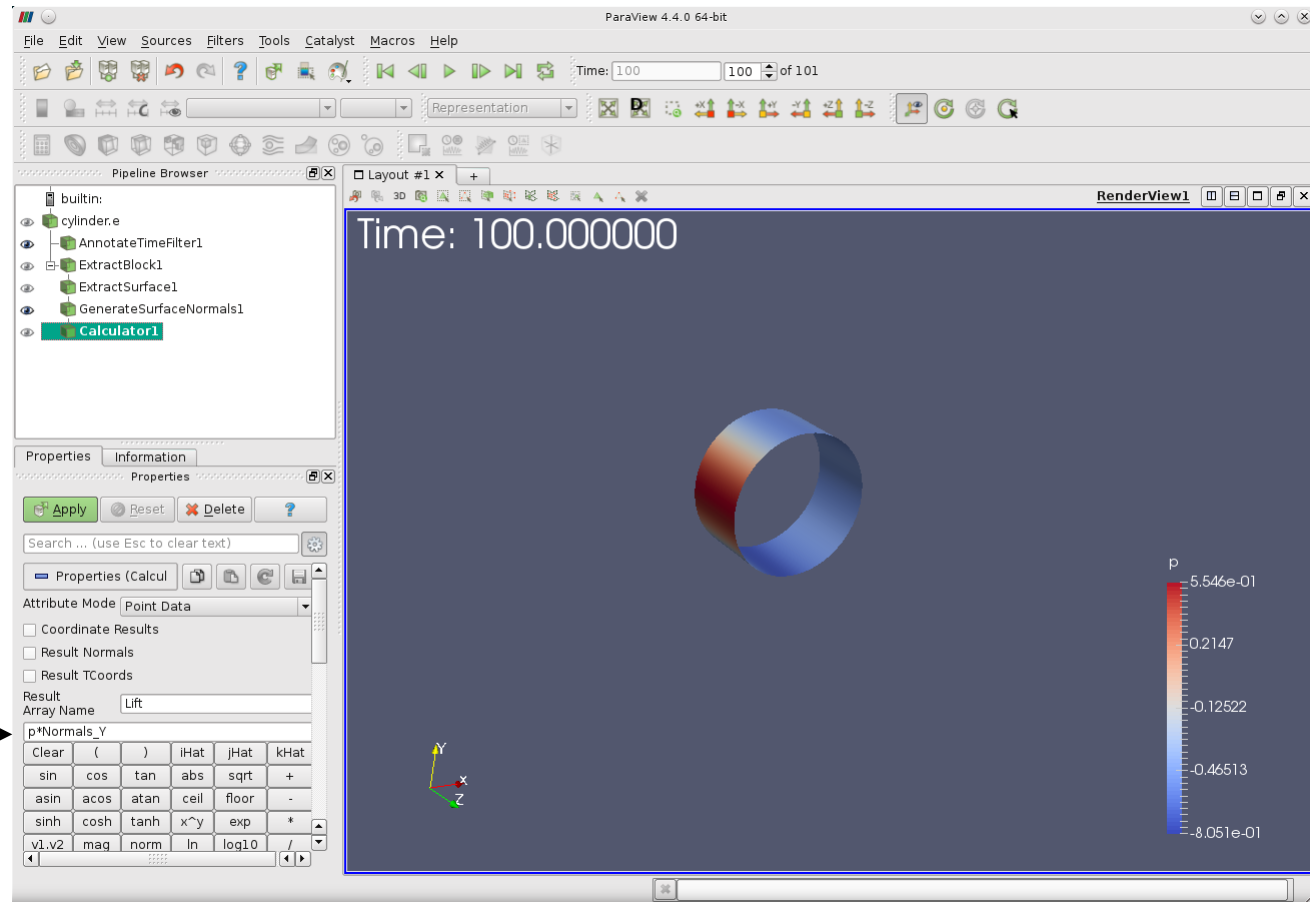 ParaView 4.4.0 64-bit
File Edit View Sources Filters Tools Catalyst Macros Help
Time: 100 100 of 101
Representation
Pipeline Browser
builtin:
cylinder.e
AnnotateTimeFilter1
ExtractBlock1
ExtractSurface1
GenerateSurfaceNormals1
Calculator1
Properties Information
Properties
Apply Reset Delete ?
Search ... (use Esc to clear text)
Properties (Calcul
Attribute Mode Point Data
Coordinate Results
Result Normals
Result TCoords
Result
Array Name Lift
p*Normals_Y
Clear ( ) iHat jHat kHat
sin cos tan abs sqrt +
asin acos atan ceil floor -
sinh cosh tanh x^y exp *
v1.v2 mag norm ln log10 /
Layout #1 +
3D
RenderView1
Time: 100.000000
Y
X
Z
p
5.546e-01
0.2147
-0.12522
-0.46513
-8.051e-01